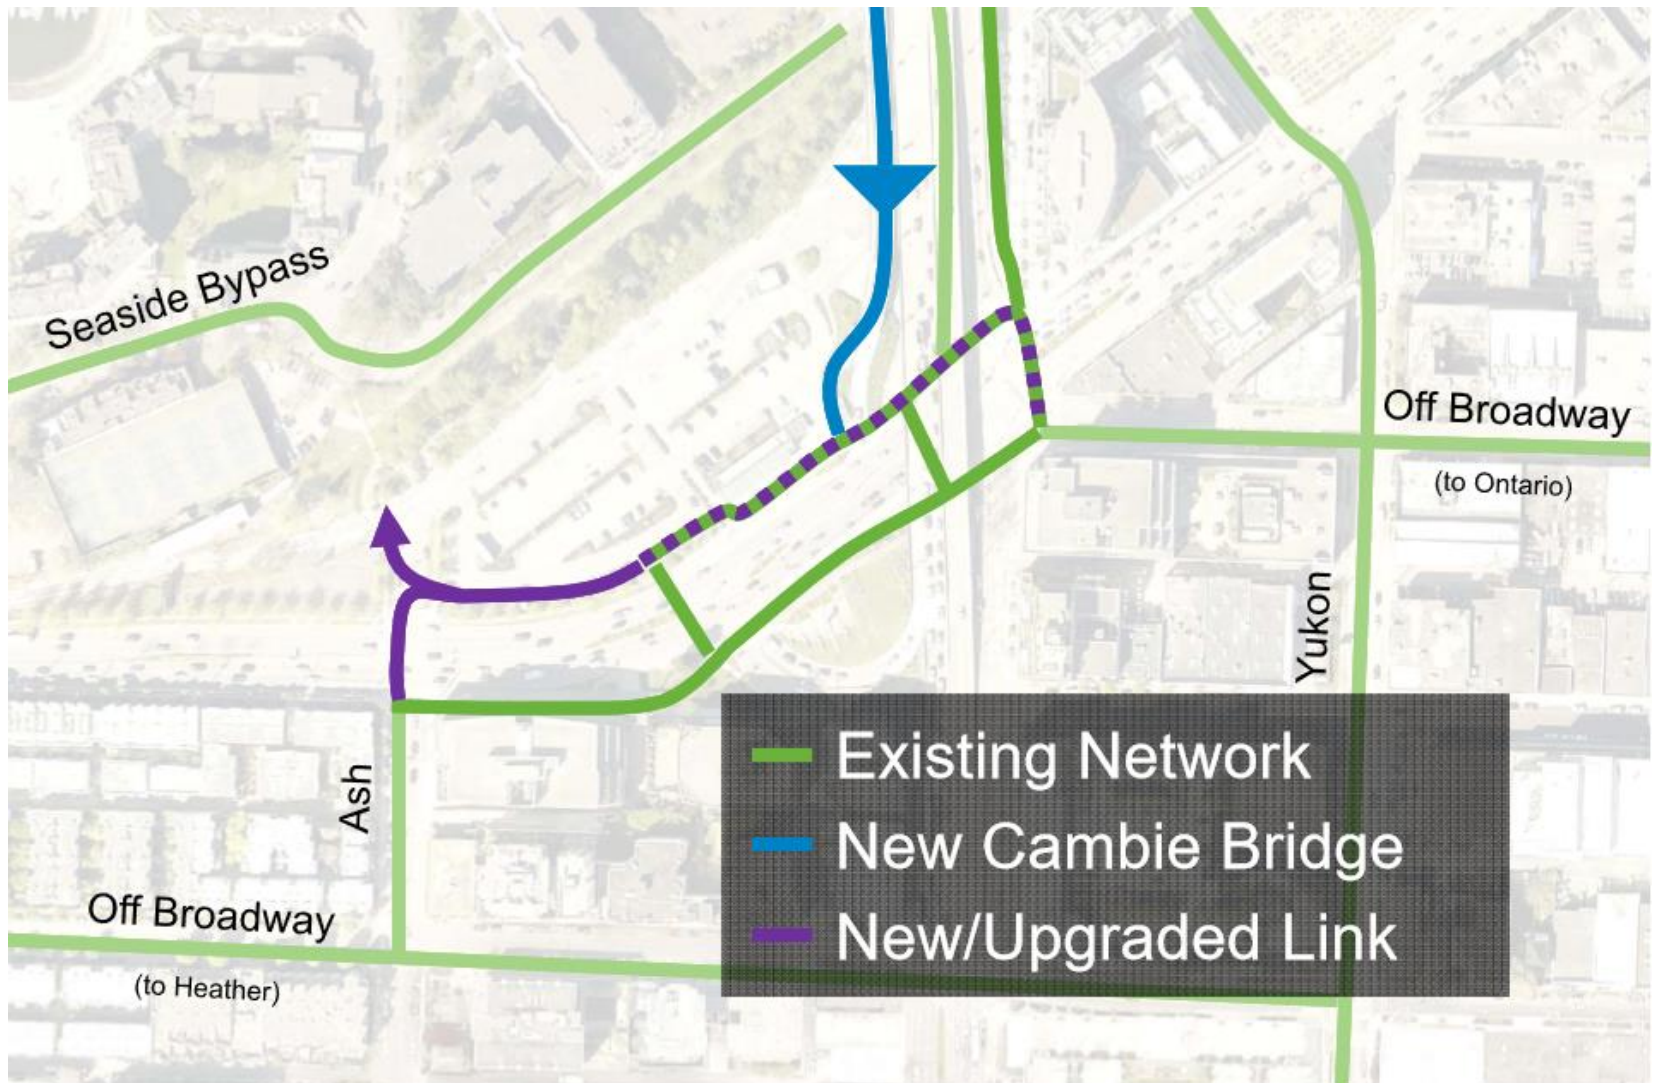 Seaside Bypass
Off Broadway
(to Ontario)
Yukon
Existing Network
New Cambie Bridge
New/Upgraded Link
Ash
Off Broadway
(to Heather)